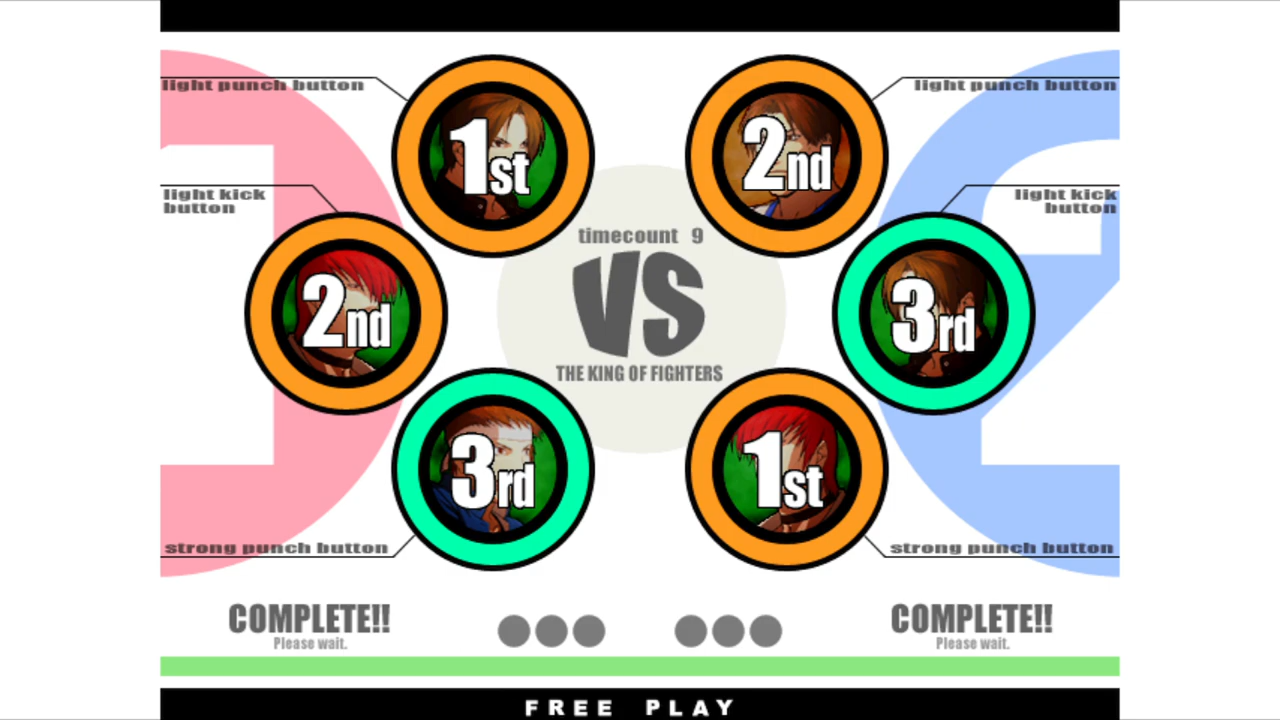 light punch button
light punch button
1st
2nd
light kick
button
light kick
button
timecount 9
VS
2nd
3rd
THE KING OF FIGHTERS
3rd
1st
strong punch button
strong punch button
COMPLETE!!
Please wait.
COMPLETE!!
Please wait.
FREE PLAY
1
2